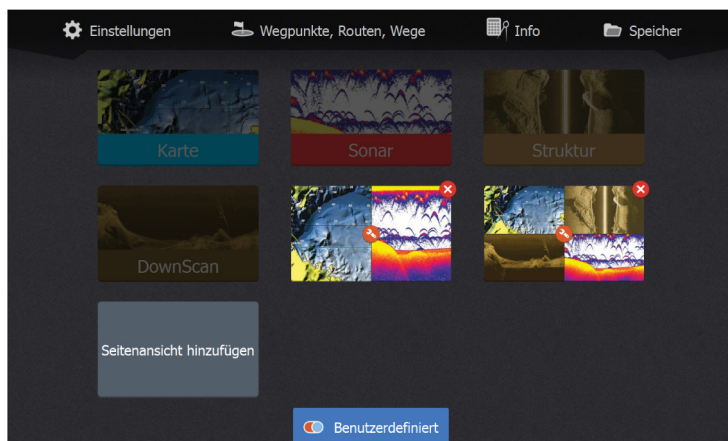 Einstellungen
Wegpunkte, Routen, Wege
Info
Speicher
Karte
Sonar
Struktur
DownScan
Seitenansicht hinzufügen
Benutzerdefiniert